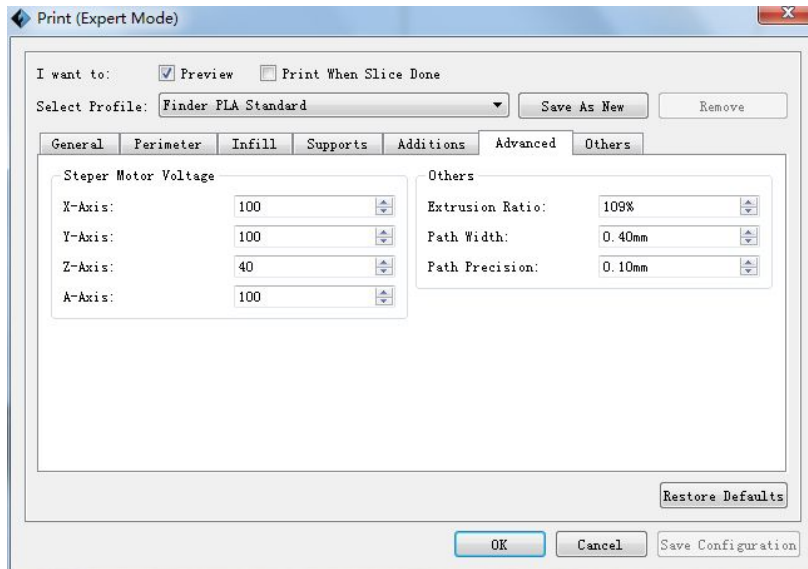 Print (Expert Mode)
I want to: Preview Print When Slice Done
Select Profile: Finder PLA Standard Save As New Remove
General Perimeter Infill Supports Additions Advanced Others
Steper Motor Voltage
X-Axis: 100
Y-Axis: 100
Z-Axis: 40
A-Axis: 100
Others
Extrusion Ratio: 109%
Path Width: 0.40mm
Path Precision: 0.10mm
Restore Defaults
OK Cancel Save Configuration